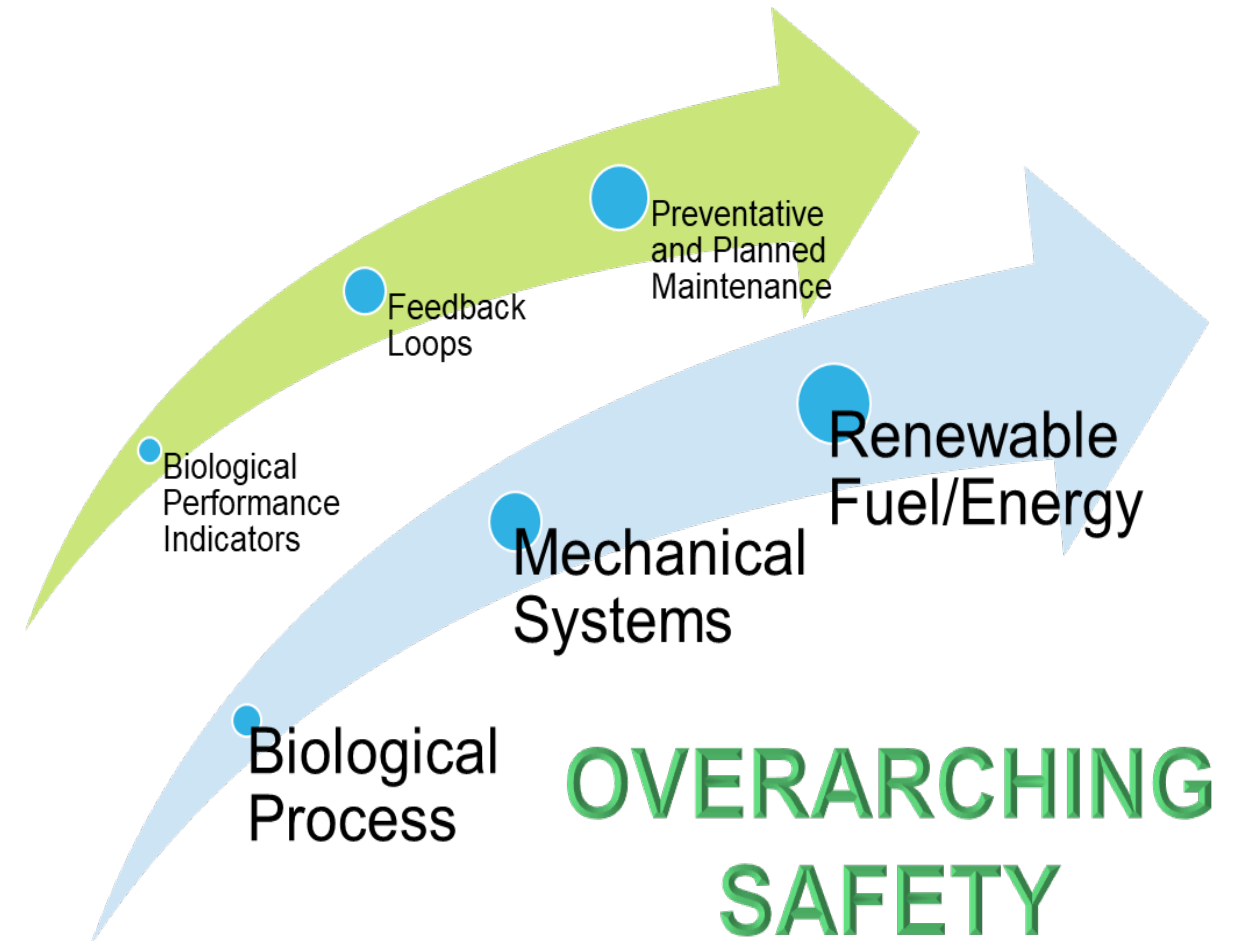 Preventative
and Planned
Maintenance
Feedback
Loops
Biological
Performance
Indicators
Renewable
Fuel/Energy
Mechanical
Systems
Biological
Process
OVERARCHING
SAFETY